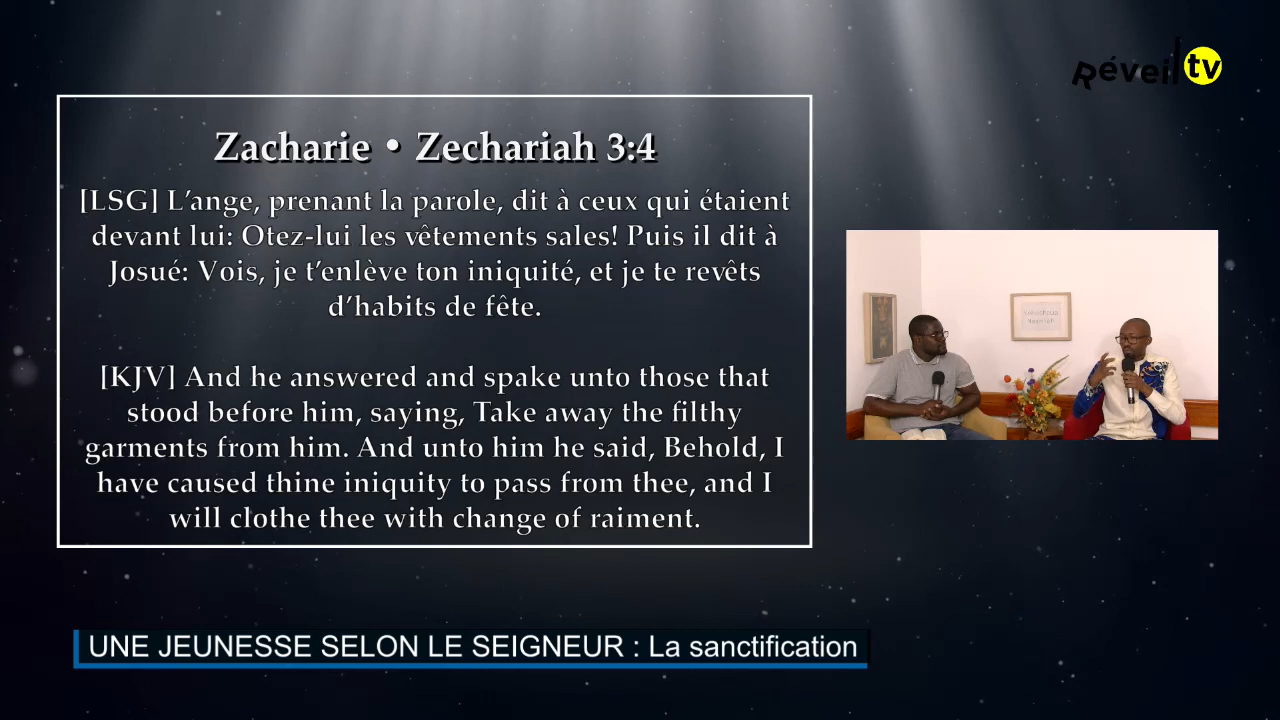 Réveil tv
Zacharie • Zechariah 3:4
[LSG] L’ange, prenant la parole, dit à ceux qui étaient
devant lui: Otez-lui les vêtements sales! Puis il dit à
Josué: Vois, je t’enlève ton iniquité, et je te revêts
d’habits de fête.
[KJV] And he answered and spake unto those that
stood before him, saying, Take away the filthy
garments from him. And unto him he said, Behold, I
have caused thine iniquity to pass from thee, and I
will clothe thee with change of raiment.
UNE JEUNESSE SELON LE SEIGNEUR : La sanctification